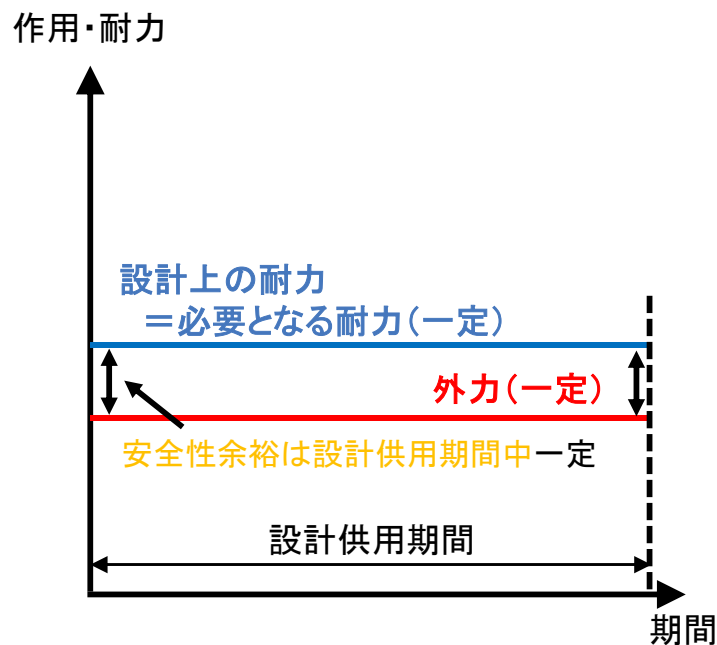 作用・耐力
設計上の耐力
＝必要となる耐力（一定）
外力（一定）
安全性余裕は設計供用期間中一定
設計供用期間
期間